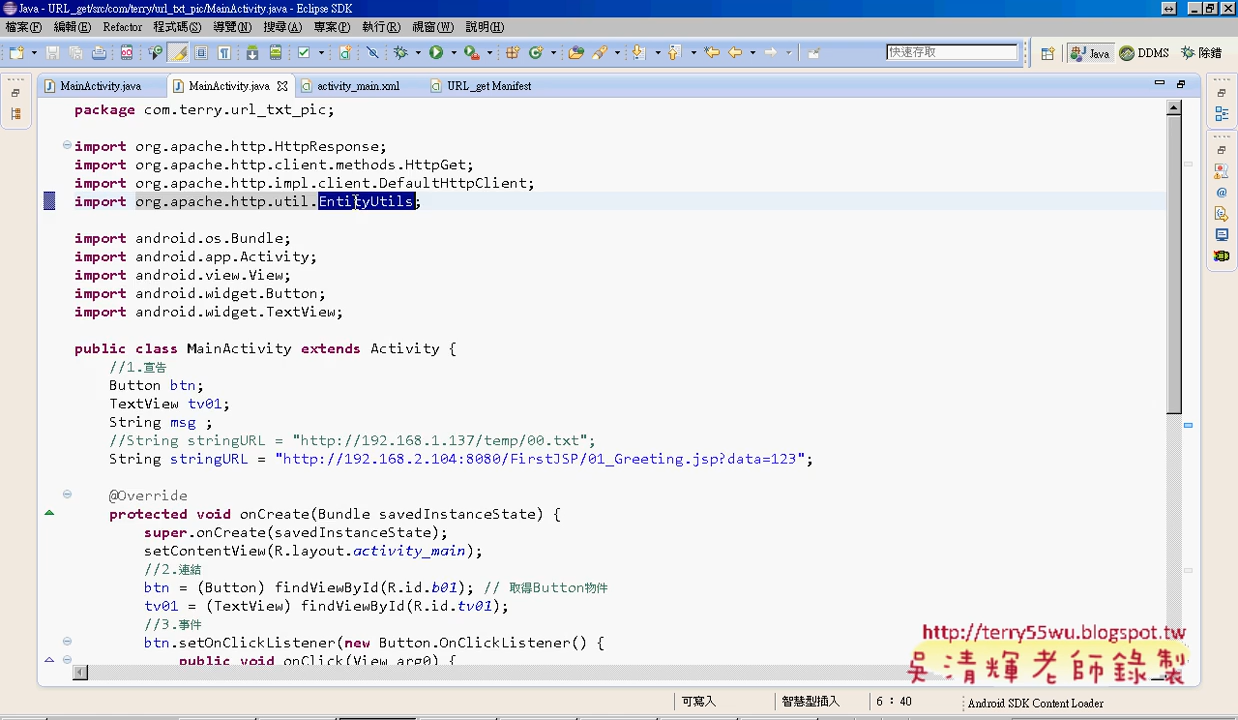 Java - URL_get/src/com/terry/url_txt_pic/MainActivity.java - Eclipse SDK
檔案(F) 編輯(E) Refactor 程式碼(S) 導覽(N) 搜尋(A) 專案(P) 執行(R) 視窗(W) 說明(H)
快速存取 Java DDMS 除錯
MainActivity.java MainActivity.java activity_main.xml URL_get Manifest
package com.terry.url_txt_pic;
import org.apache.http.HttpResponse;
import org.apache.http.client.methods.HttpGet;
import org.apache.http.impl.client.DefaultHttpClient;
import org.apache.http.util.EntityUtils;
import android.os.Bundle;
import android.app.Activity;
import android.view.View;
import android.widget.Button;
import android.widget.TextView;
public class MainActivity extends Activity {
//1.宣告
Button btn;
TextView tv01;
String msg ;
//String stringURL = "http://192.168.1.137/temp/00.txt";
String stringURL = "http://192.168.2.104:8080/FirstJSP/01_Greeting.jsp?data=123";
@Override
protected void onCreate(Bundle savedInstanceState) {
super.onCreate(savedInstanceState);
setContentView(R.layout.activity_main);
//2.連結
btn = (Button) findViewById(R.id.b01); // 取得Button物件
tv01 = (TextView) findViewById(R.id.tv01);
//3.事件
btn.setOnClickListener(new Button.OnClickListener() {
public void onClick(View arg0) {
http://terry55wu.blogspot.tw
吳清輝老師錄製
可寫入 智慧型插入 6 : 40 Android SDK Content Loader